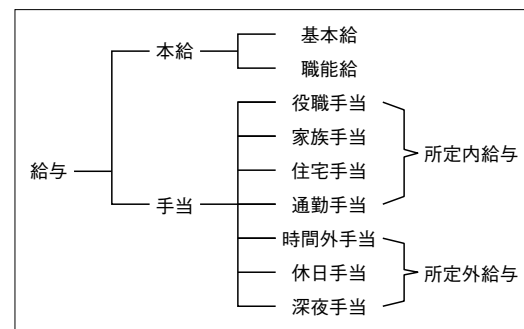 基本給
本給
職能給
役職手当
家族手当
所定内給与
住宅手当
給与
手当
通勤手当
時間外手当
休日手当
所定外給与
深夜手当